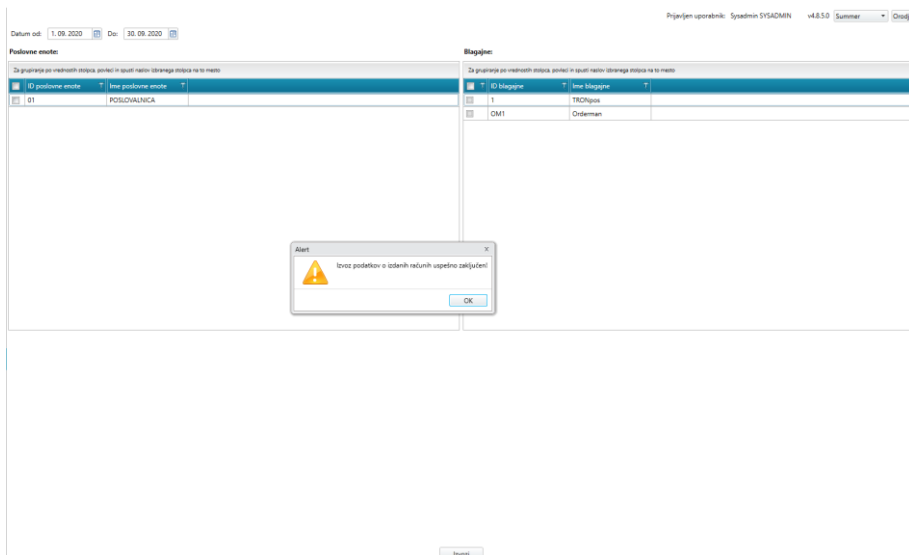 Prijavljen uporabnik: Sysadmin SYSADMIN v4.8.5.0 Summer Orodj
Datum od: 1. 09. 2020 Do: 30. 09. 2020
Poslovne enote: Blagajne:
Za grupiranje po vrednostih stolpca, povleci in spusti naslov izbranega stolpca na to mesto Za grupiranje po vrednostih stolpca, povleci in spusti naslov izbranega stolpca na to mesto
ID poslovne enote Ime poslovne enote ID blagajne Ime blagajne
01 POSLOVALNICA 1 TRONpos
OM1 Orderman
Alert X
Izvoz podatkov o izdanih računih uspešno zaključen!
OK
Izvozi